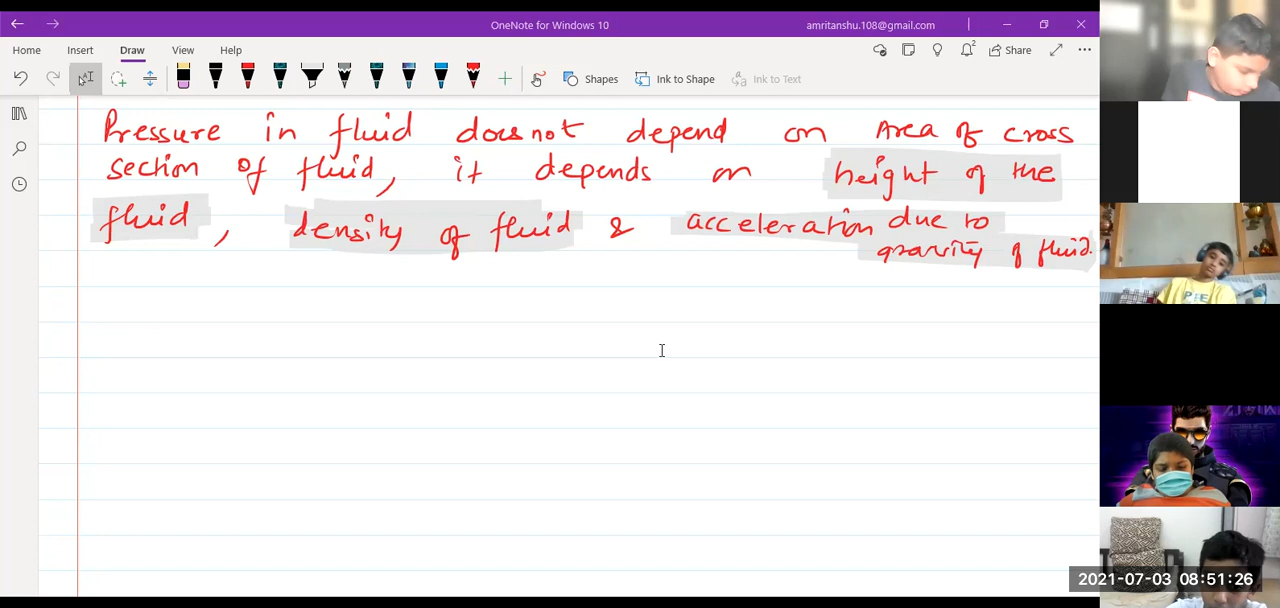 OneNote for Windows 10
amritanshu.108@gmail.com
Home Insert Draw View Help
Share
Shapes Ink to Shape Ink to Text
Pressure in fluid does not depend on Area of cross
section of fluid, it depends on height of the
fluid, density of fluid & acceleration due to
gravity of fluid.
2021-07-03 08:51:26